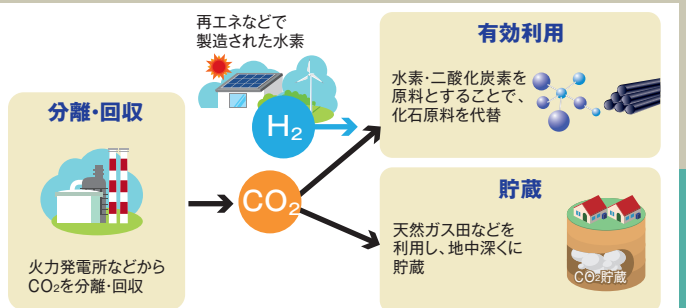 再エネなどで
製造された水素
分離・回収
火力発電所などから
CO₂を分離・回収
H₂
CO₂
有効利用
水素・二酸化炭素を
原料とすることで、
化石原料を代替
貯蔵
天然ガス田などを
利用し、地中深くに
貯蔵
CO₂貯蔵